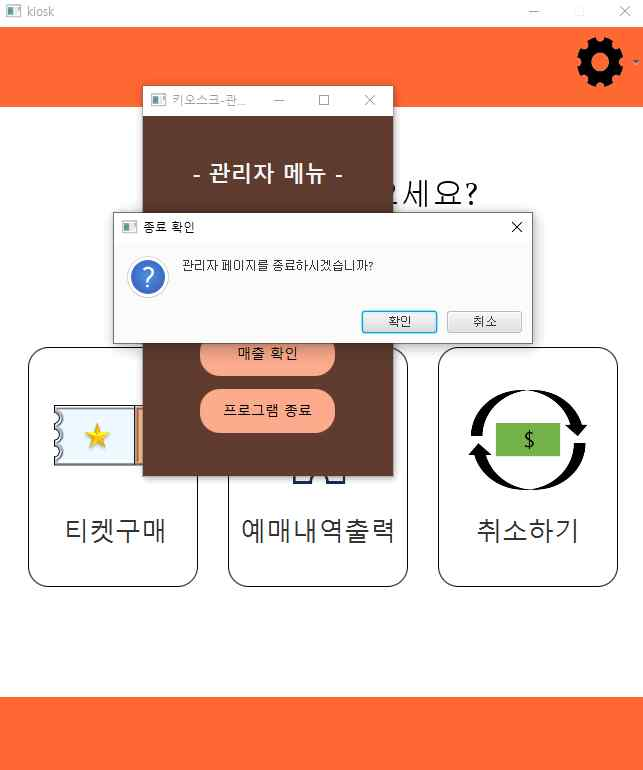 kiosk
키오스크-관...
- 관리자 메뉴 -
세요?
종료 확인
?
관리자 페이지를 종료하시겠습니까?
확인
취소
매출 확인
프로그램 종료
$
티켓구매
예매내역출력
취소하기